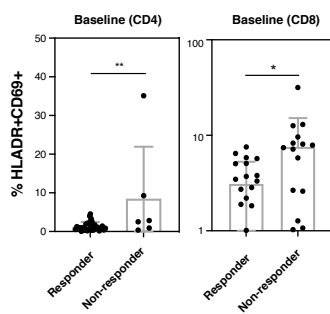 Baseline (CD4)
Baseline (CD8)
% HLADR+CD69+
50
40
30
20
10
0
**
Responder
Non-responder
100
10
1
*
Responder
Non-responder